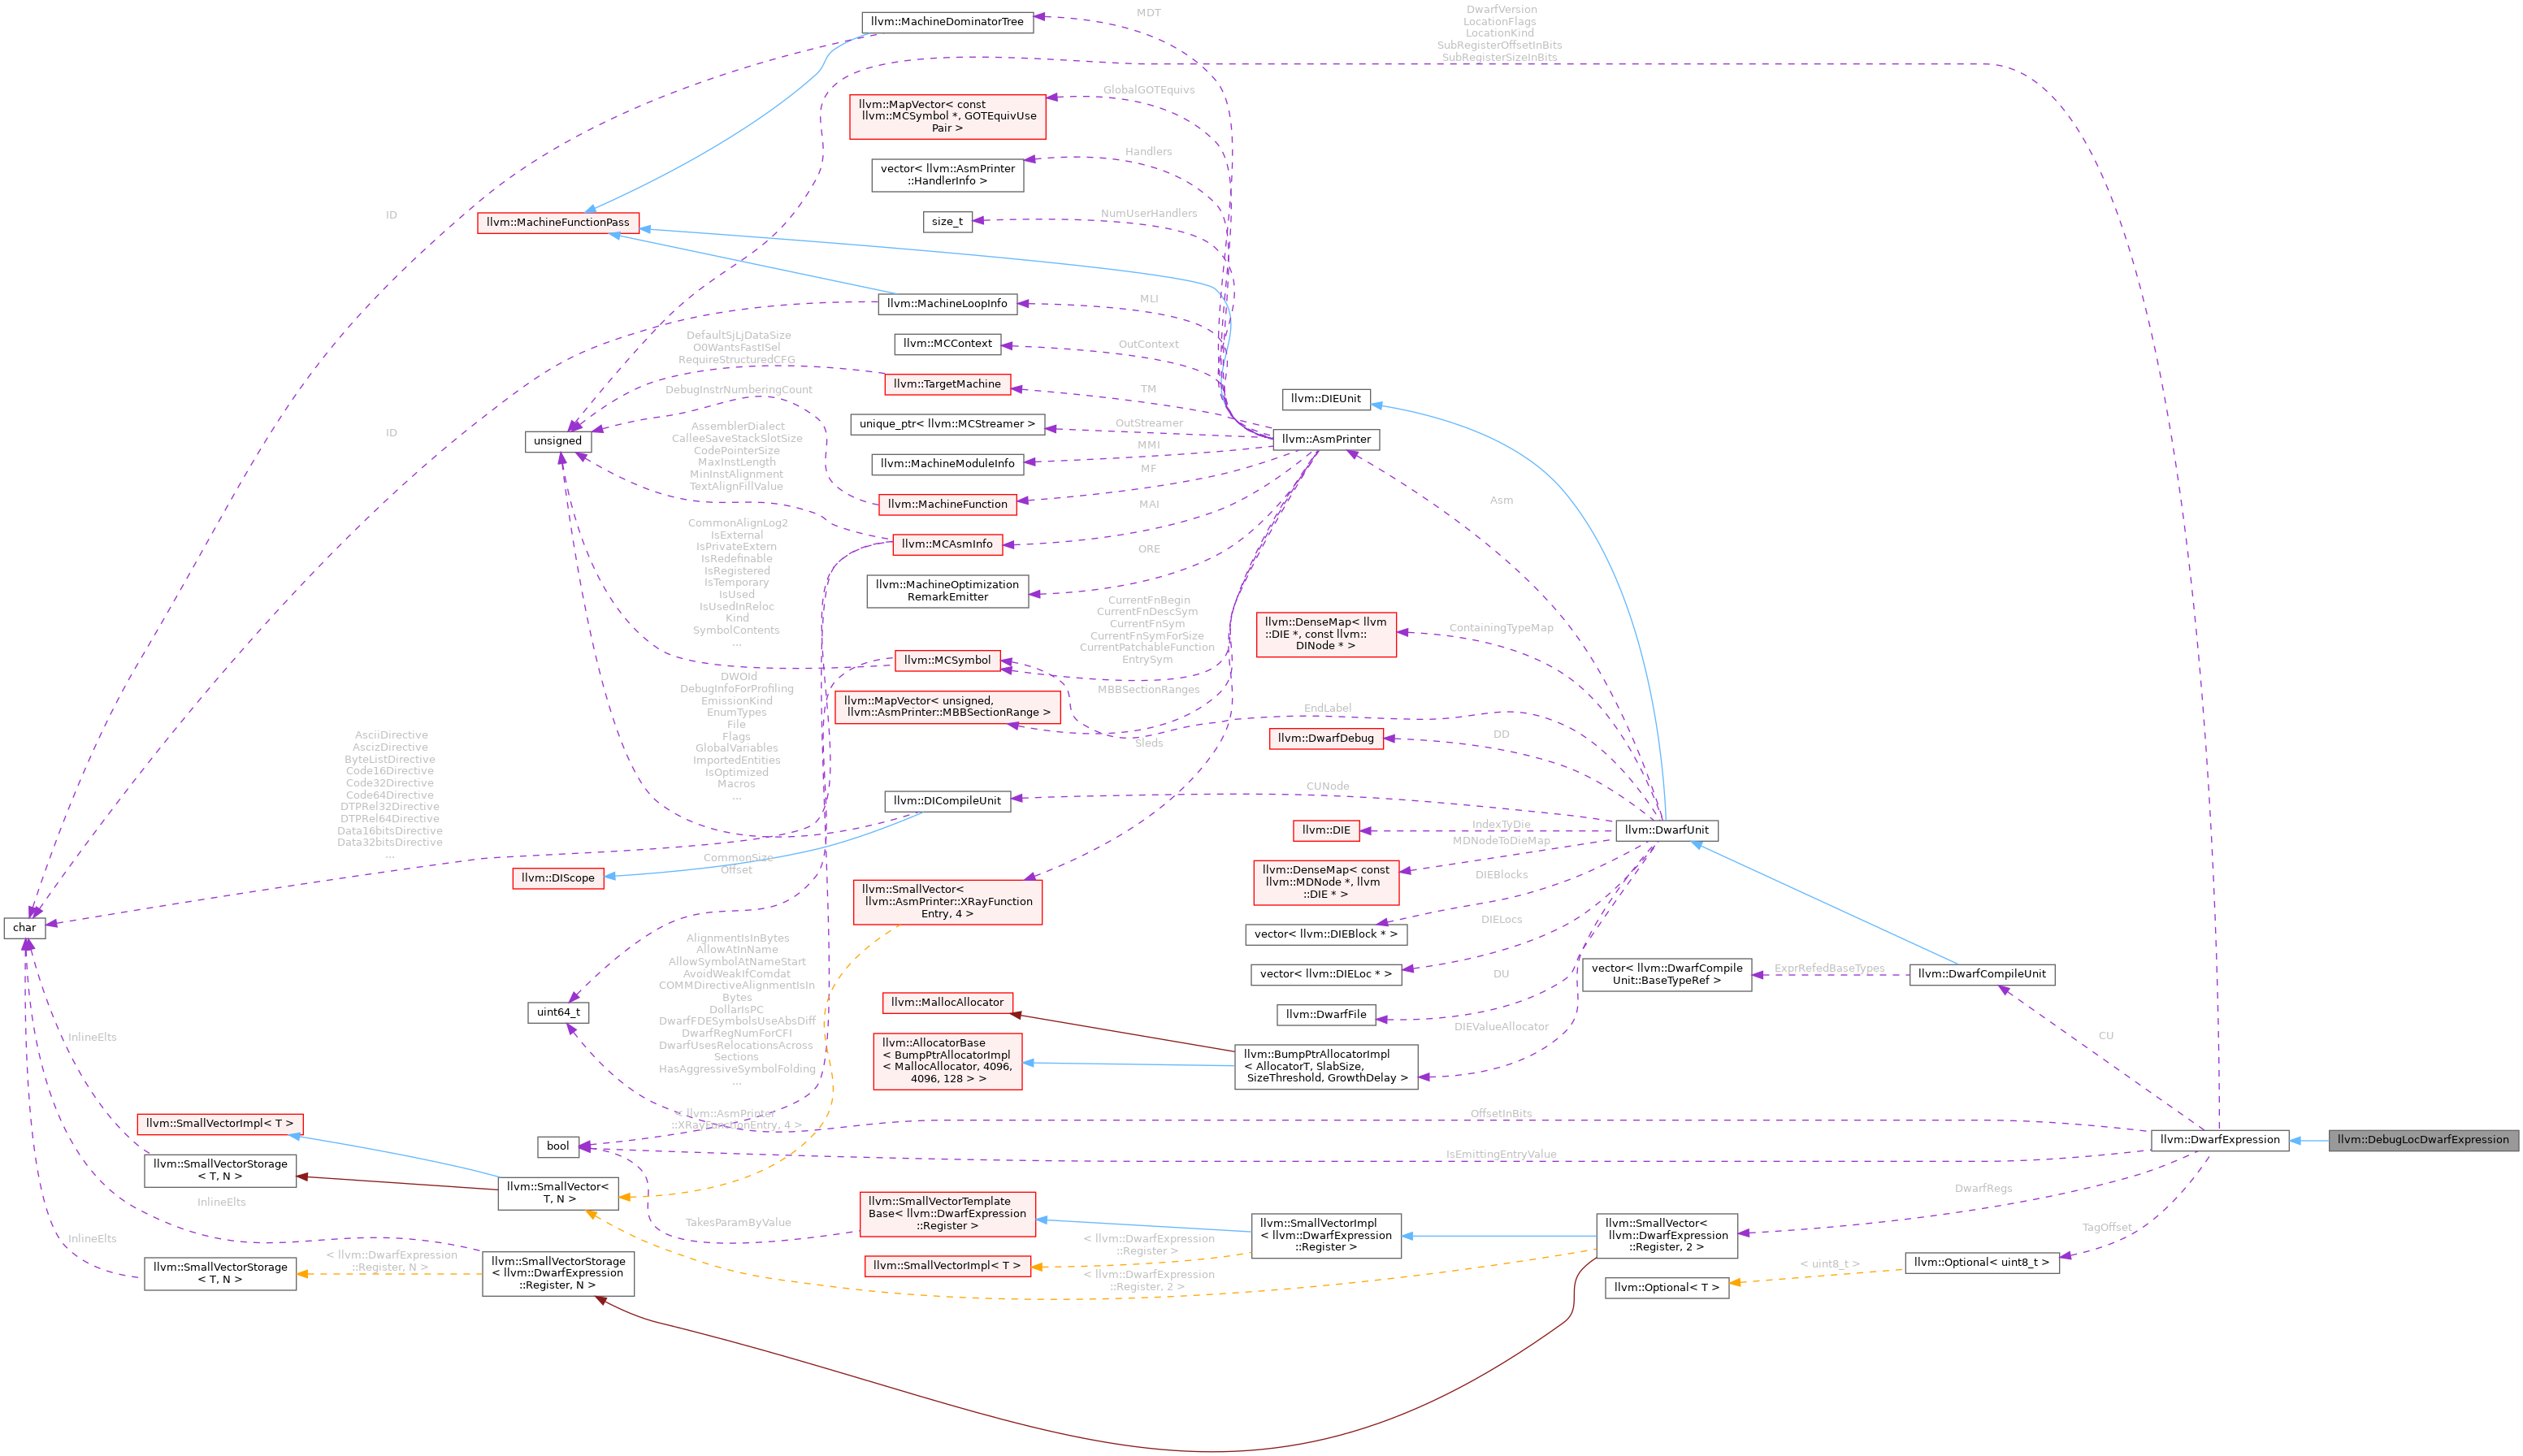 llvm::MachineDominatorTree
MDT
DwarfVersion
LocationFlags
LocationKind
SubRegisterOffsetInBits
SubRegisterSizeInBits
GlobalGOTEquivs
llvm::MapVector< const
llvm::MCSymbol *, GOTEquivUse
Pair >
Handlers
vector< llvm::AsmPrinter
::HandlerInfo >
ID
llvm::MachineFunctionPass
size_t
NumUserHandlers
llvm::MachineLoopInfo
MLI
DefaultSjLjDataSize
O0WantsFastISel
RequireStructuredCFG
llvm::MCContext
OutContext
llvm::TargetMachine
TM
DebugInstrNumberingCount
llvm::DIEUnit
unique_ptr< llvm::MCStreamer >
OutStreamer
ID
unsigned
llvm::AsmPrinter
AssemblerDialect
CalleeSaveStackSlotSize
CodePointerSize
MaxInstLength
MinInstAlignment
TextAlignFillValue
MMI
llvm::MachineModuleInfo
MF
llvm::MachineFunction
MAI
Asm
llvm::MCAsmInfo
ORE
CommonAlignLog2
IsExternal
IsPrivateExtern
IsRedefinable
IsRegistered
IsTemporary
IsUsed
IsUsedInReloc
Kind
SymbolContents
...
llvm::MachineOptimization
RemarkEmitter
CurrentFnBegin
CurrentFnDescSym
CurrentFnSym
CurrentFnSymForSize
CurrentPatchableFunction
EntrySym
llvm::DenseMap< llvm
::DIE *, const llvm::
DINode * >
ContainingTypeMap
llvm::MCSymbol
DWOId
DebugInfoForProfiling
EmissionKind
EnumTypes
File
Flags
GlobalVariables
ImportedEntities
IsOptimized
Macros
...
MBBSectionRanges
llvm::MapVector< unsigned,
llvm::AsmPrinter::MBBSectionRange >
EndLabel
Sleds
llvm::DwarfDebug
DD
AsciiDirective
AscizDirective
ByteListDirective
Code16Directive
Code32Directive
Code64Directive
DTPRel32Directive
DTPRel64Directive
Data16bitsDirective
Data32bitsDirective
...
llvm::DICompileUnit
CUNode
llvm::DIE
IndexTyDie
llvm::DwarfUnit
MDNodeToDieMap
CommonSize
Offset
llvm::DIScope
llvm::DenseMap< const
llvm::MDNode *, llvm
::DIE * >
DIEBlocks
llvm::SmallVector<
llvm::AsmPrinter::XRayFunction
Entry, 4 >
char
vector< llvm::DIEBlock * >
DIELocs
AlignmentIsInBytes
AllowAtInName
AllowSymbolAtNameStart
AvoidWeakIfComdat
COMMDirectiveAlignmentIsIn
Bytes
DollarIsPC
DwarfFDESymbolsUseAbsDiff
DwarfRegNumForCFI
DwarfUsesRelocationsAcross
Sections
HasAggressiveSymbolFolding
...
vector< llvm::DIELoc * >
DU
vector< llvm::DwarfCompile
Unit::BaseTypeRef >
ExprRefedBaseTypes
llvm::DwarfCompileUnit
llvm::MallocAllocator
uint64_t
llvm::DwarfFile
DIEValueAllocator
InlineElts
CU
llvm::AllocatorBase
< BumpPtrAllocatorImpl
< MallocAllocator, 4096,
4096, 128 > >
llvm::BumpPtrAllocatorImpl
< AllocatorT, SlabSize,
SizeThreshold, GrowthDelay >
< llvm::AsmPrinter
::XRayFunctionEntry, 4 >
OffsetInBits
llvm::SmallVectorImpl< T >
bool
llvm::DwarfExpression
llvm::DebugLocDwarfExpression
IsEmittingEntryValue
llvm::SmallVectorStorage
< T, N >
llvm::SmallVector<
T, N >
DwarfRegs
InlineElts
TakesParamByValue
llvm::SmallVectorTemplate
Base< llvm::DwarfExpression
::Register >
llvm::SmallVectorImpl
< llvm::DwarfExpression
::Register >
llvm::SmallVector<
llvm::DwarfExpression
::Register, 2 >
TagOffset
InlineElts
< llvm::DwarfExpression
::Register >
< llvm::DwarfExpression
::Register, N >
llvm::SmallVectorStorage
< T, N >
llvm::SmallVectorStorage
< llvm::DwarfExpression
::Register, N >
llvm::SmallVectorImpl< T >
< llvm::DwarfExpression
::Register, 2 >
llvm::Optional< T >
< uint8_t >
llvm::Optional< uint8_t >